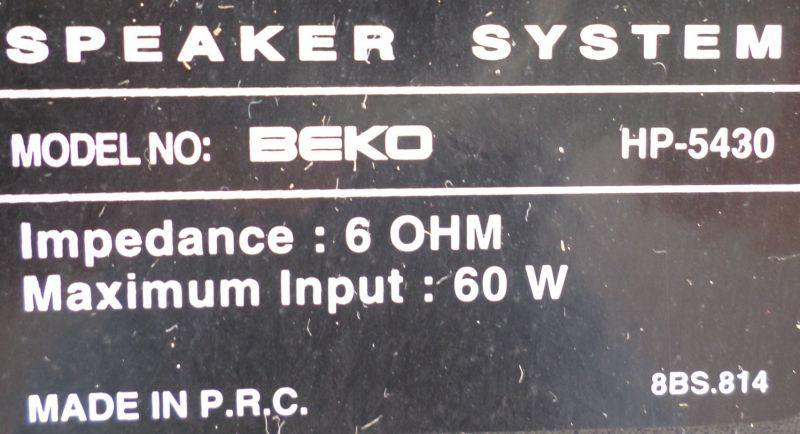 SPEAKER SYSTEM
MODEL NO: BEKO HP-5430
Impedance : 6 OHM
Maximum Input : 60 W
MADE IN P.R.C. 8BS.814